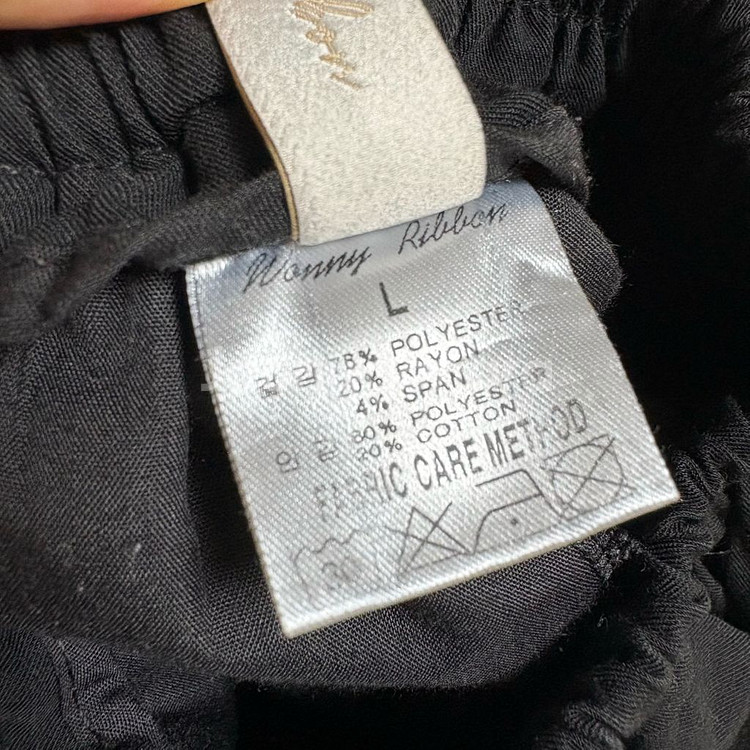 Wonny Ribbon
L
겉 감 76% POLYESTER
20% RAYON
4% SPAN
안 감 80% POLYESTER
20% COTTON
FABRIC CARE METHOD
30